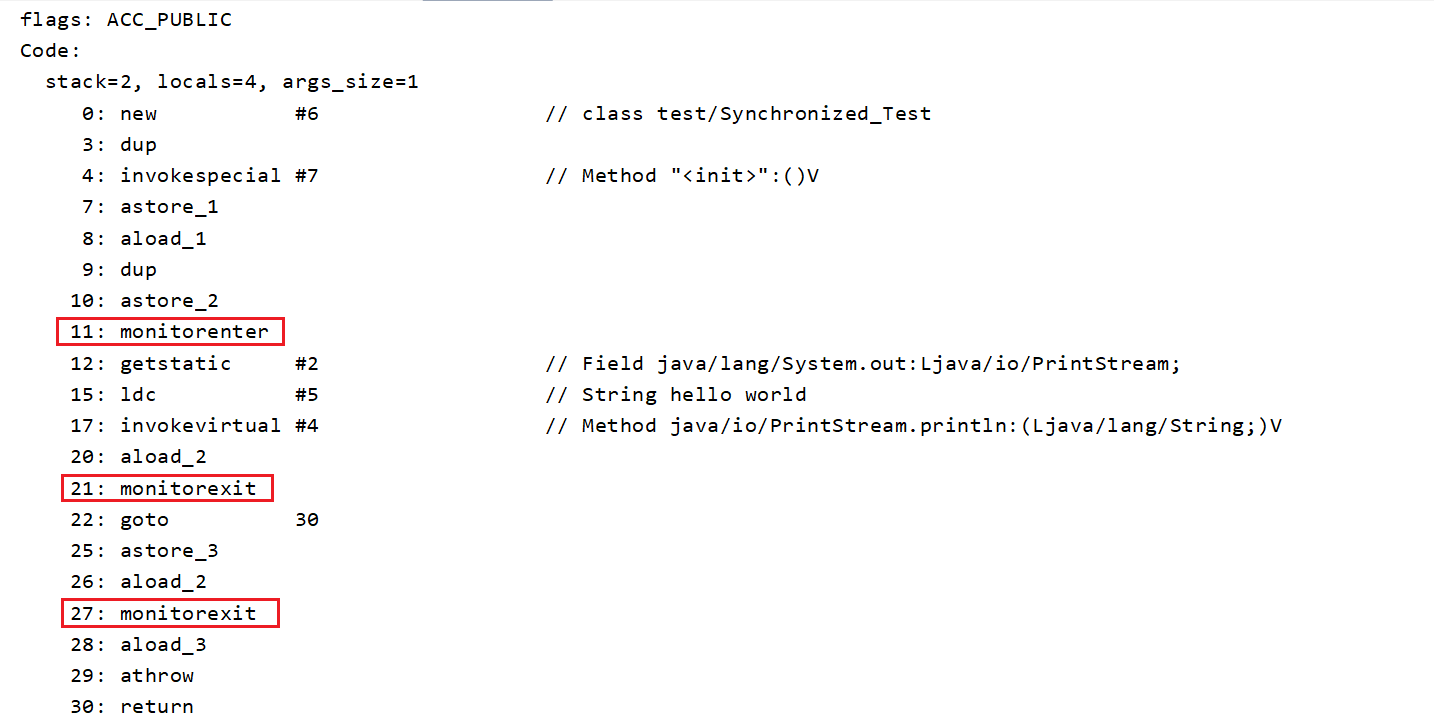 flags: ACC_PUBLIC
Code:
stack=2, locals=4, args_size=1
0: new #6 // class test/Synchronized_Test
3: dup
4: invokespecial #7 // Method "<init>":()V
7: astore_1
8: aload_1
9: dup
10: astore_2
11: monitorenter
12: getstatic #2 // Field java/lang/System.out:Ljava/io/PrintStream;
15: ldc #5 // String hello world
17: invokevirtual #4 // Method java/io/PrintStream.println:(Ljava/lang/String;)V
20: aload_2
21: monitorexit
22: goto 30
25: astore_3
26: aload_2
27: monitorexit
28: aload_3
29: athrow
30: return